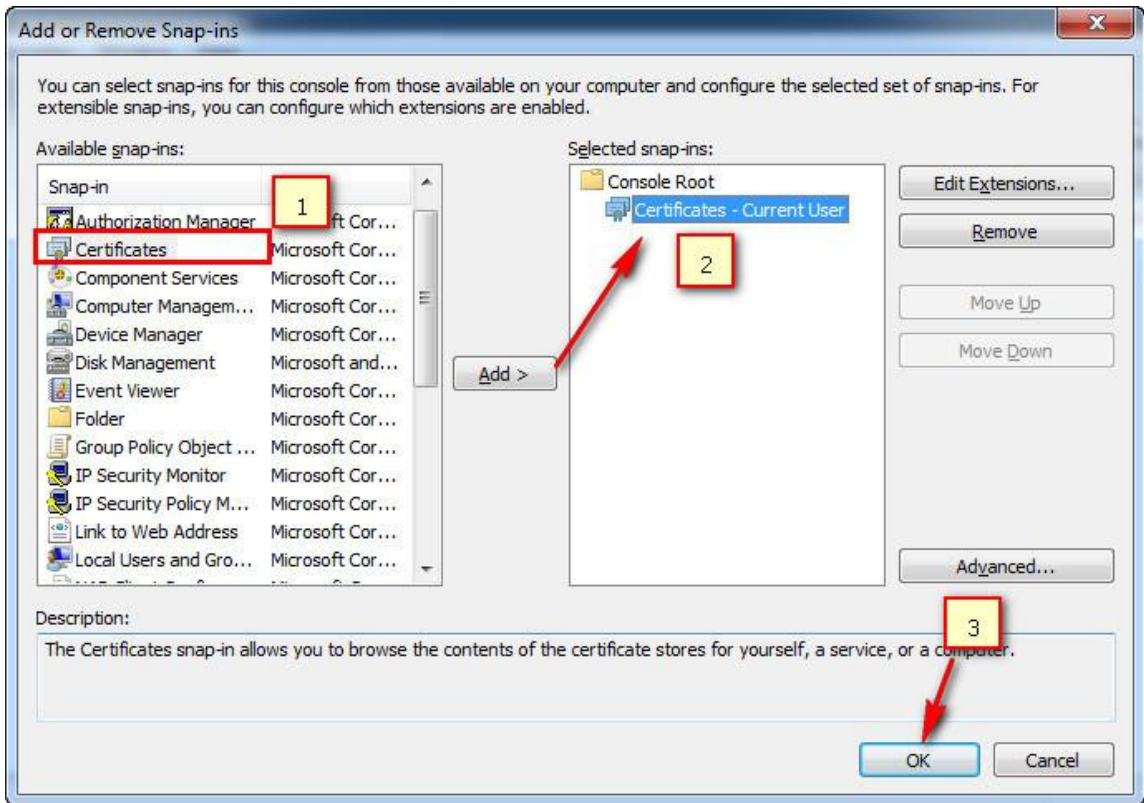 Add or Remove Snap-ins
You can select snap-ins for this console from those available on your computer and configure the selected set of snap-ins. For
extensible snap-ins, you can configure which extensions are enabled.
Available snap-ins:
Selected snap-ins:
Snap-in
1
Authorization Manager ft Cor...
Certificates Microsoft Cor...
Component Services Microsoft Cor...
Computer Managem... Microsoft Cor...
Device Manager Microsoft Cor...
Disk Management Microsoft and...
Event Viewer Microsoft Cor...
Folder Microsoft Cor...
Group Policy Object ... Microsoft Cor...
IP Security Monitor Microsoft Cor...
IP Security Policy M... Microsoft Cor...
Link to Web Address Microsoft Cor...
Local Users and Gro... Microsoft Cor...
Add >
Console Root
Certificates - Current User
2
Edit Extensions...
Remove
Move Up
Move Down
Advanced...
Description:
3
The Certificates snap-in allows you to browse the contents of the certificate stores for yourself, a service, or a computer.
OK
Cancel